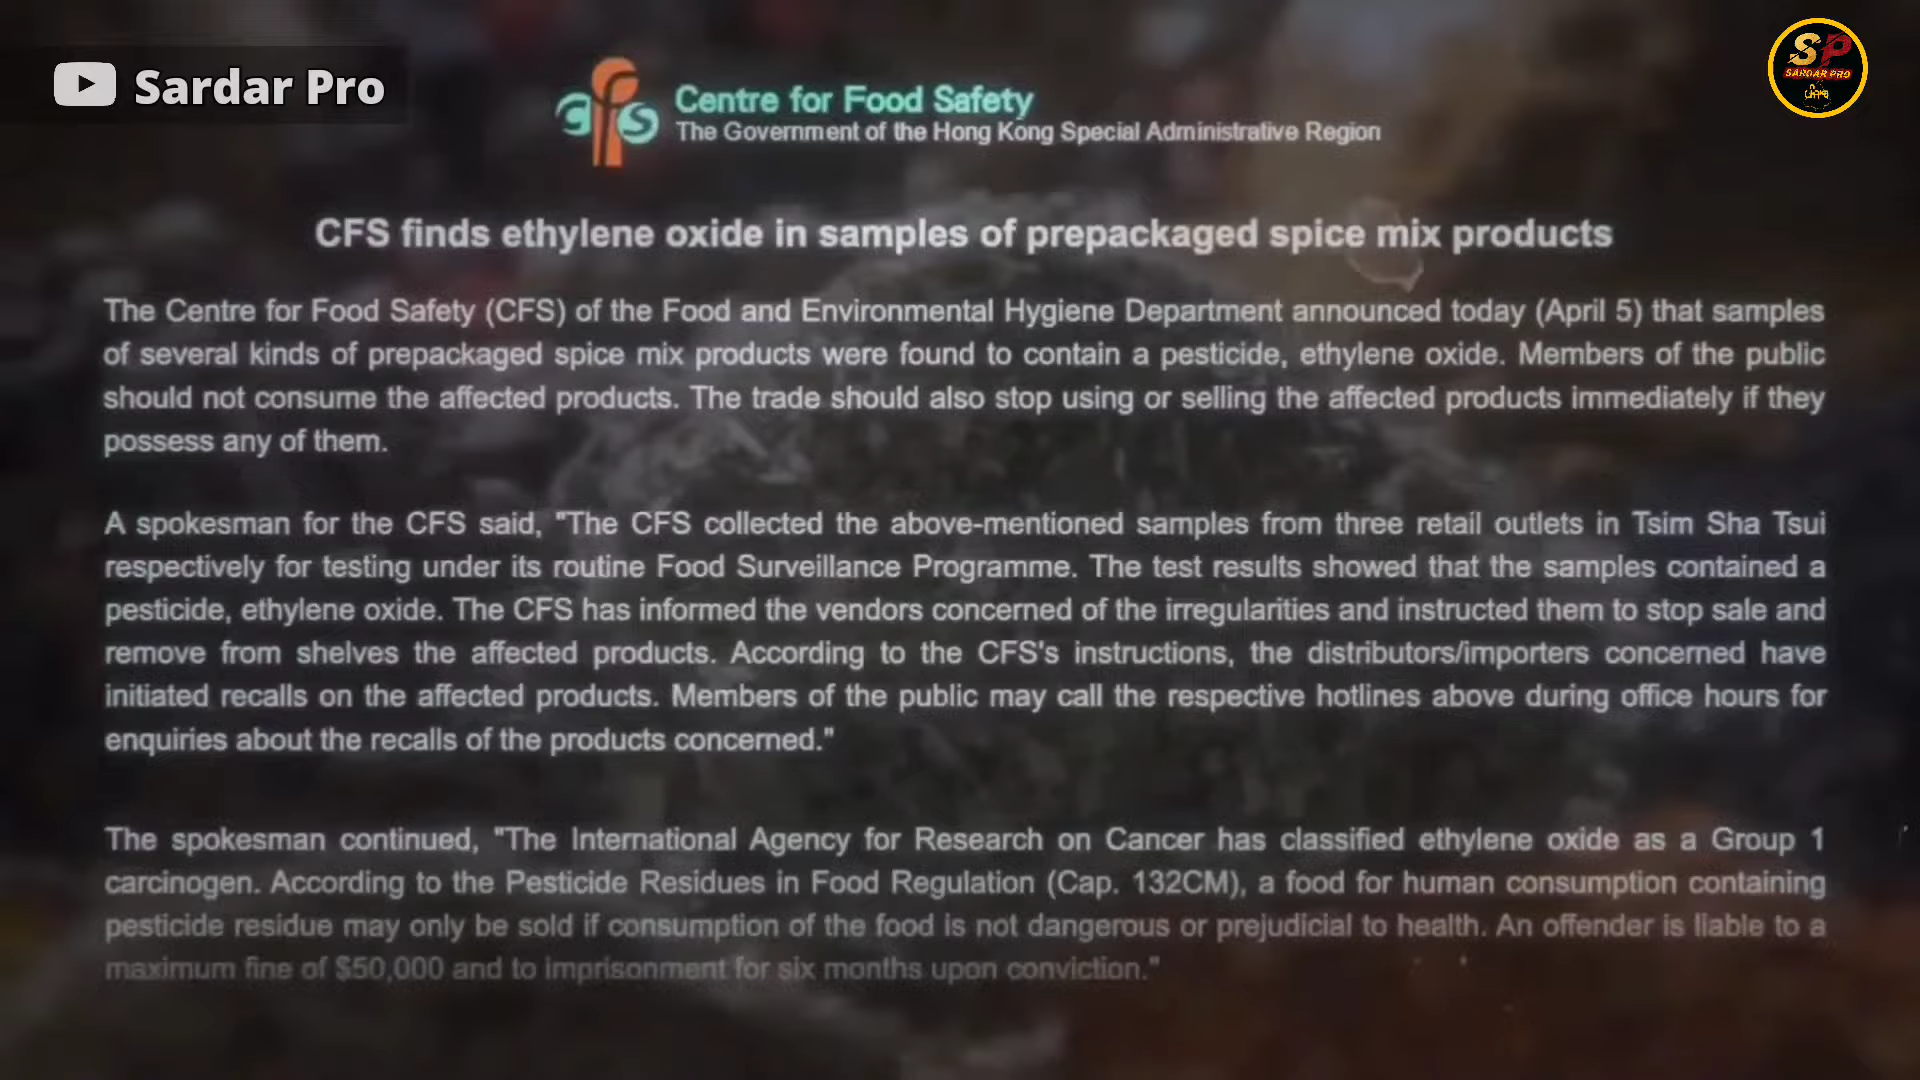 Sardar Pro
SP
SARDAR PRO
cfs Centre for Food Safety
The Government of the Hong Kong Special Administrative Region
CFS finds ethylene oxide in samples of prepackaged spice mix products
The Centre for Food Safety (CFS) of the Food and Environmental Hygiene Department announced today (April 5) that samples
of several kinds of prepackaged spice mix products were found to contain a pesticide, ethylene oxide. Members of the public
should not consume the affected products. The trade should also stop using or selling the affected products immediately if they
possess any of them.
A spokesman for the CFS said, "The CFS collected the above-mentioned samples from three retail outlets in Tsim Sha Tsui
respectively for testing under its routine Food Surveillance Programme. The test results showed that the samples contained a
pesticide, ethylene oxide. The CFS has informed the vendors concerned of the irregularities and instructed them to stop sale and
remove from shelves the affected products. According to the CFS's instructions, the distributors/importers concerned have
initiated recalls on the affected products. Members of the public may call the respective hotlines above during office hours for
enquiries about the recalls of the products concerned."
The spokesman continued, "The International Agency for Research on Cancer has classified ethylene oxide as a Group 1
carcinogen. According to the Pesticide Residues in Food Regulation (Cap. 132CM), a food for human consumption containing
pesticide residue may only be sold if consumption of the food is not dangerous or prejudicial to health. An offender is liable to a
maximum fine of $50,000 and to imprisonment for six months upon conviction."